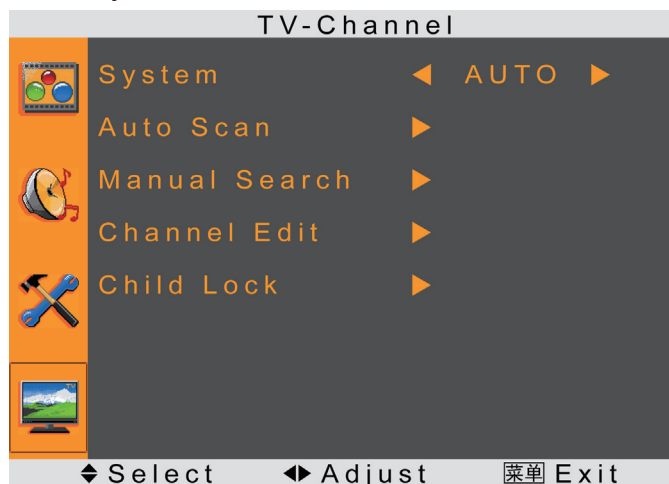 TV-Channel
System ◀ AUTO ▶
Auto Scan ▶
Manual Search ▶
Channel Edit ▶
Child Lock ▶
Select Adjust 菜单 Exit